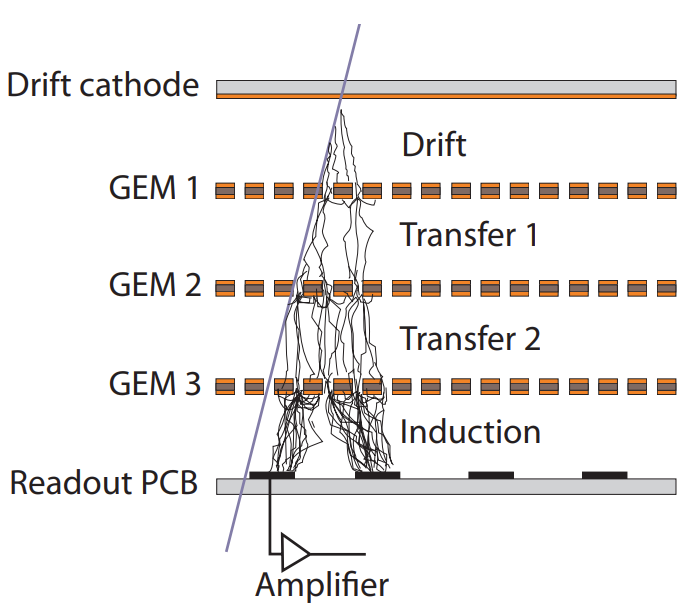 Drift cathode
Drift
GEM 1
Transfer 1
GEM 2
Transfer 2
GEM 3
Induction
Readout PCB
Amplifier